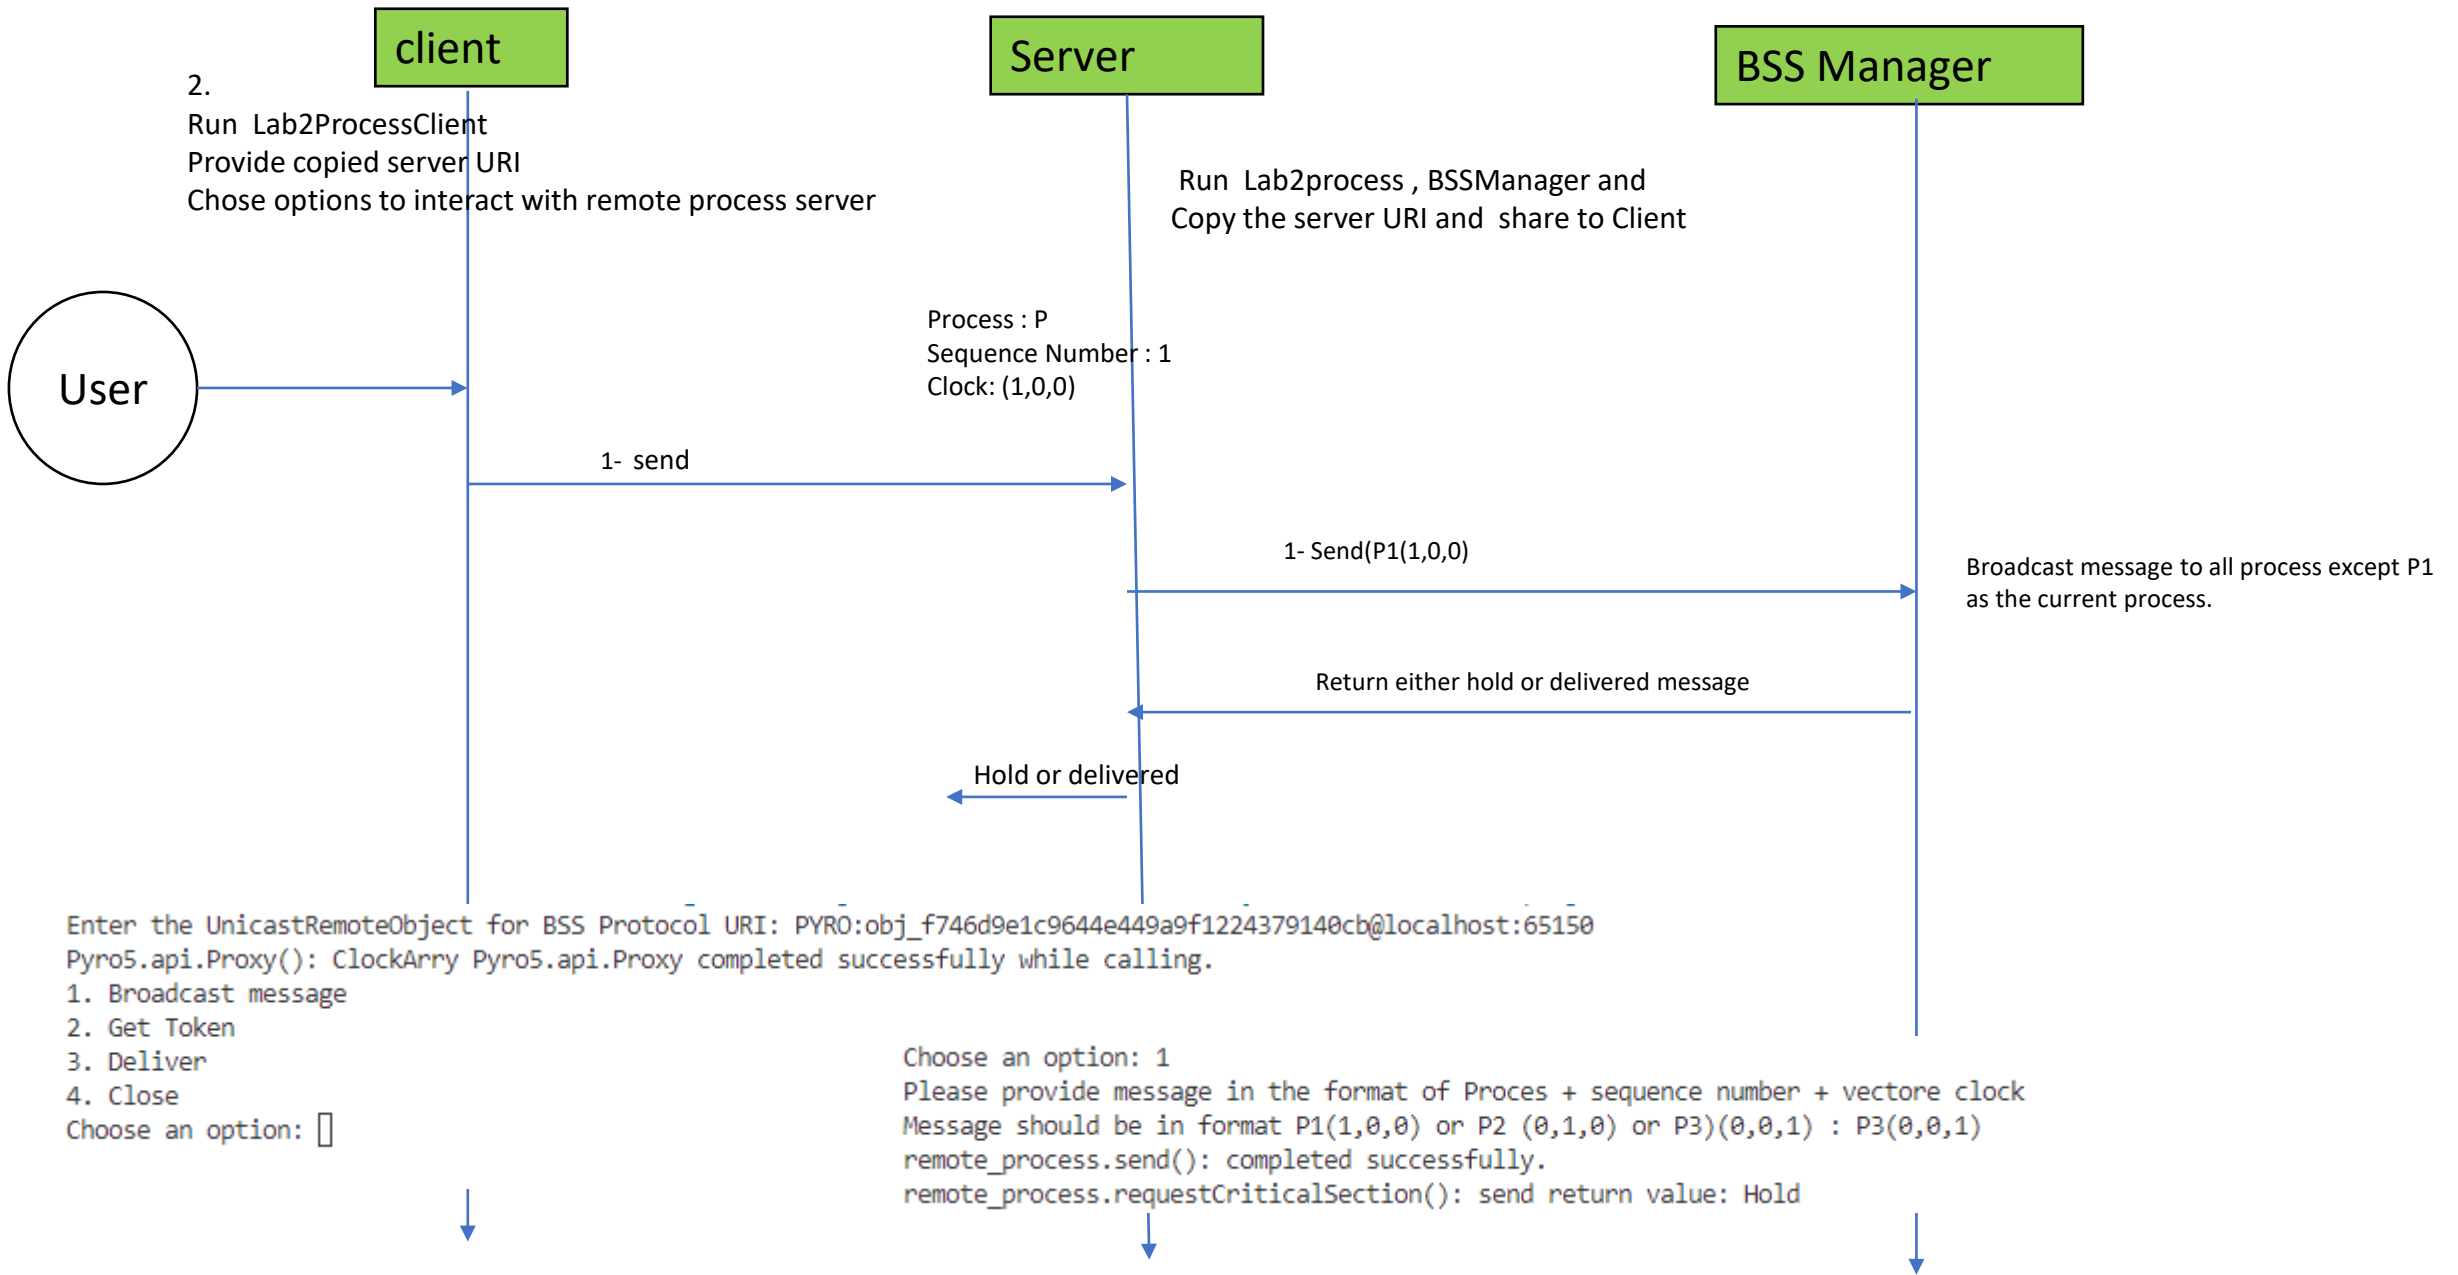 client
Server
BSS Manager
2.
Run Lab2ProcessClient
Provide copied server URI
Chose options to interact with remote process server
Run Lab2process , BSSManager and
Copy the server URI and share to Client
User
Process : P
Sequence Number : 1
Clock: (1,0,0)
1- send
1- Send(P1(1,0,0)
Broadcast message to all process except P1
as the current process.
Return either hold or delivered message
Hold or delivered
Enter the UnicastRemoteObject for BSS Protocol URI: PYRO:obj_f746d9e1c9644e449a9f1224379140cb@localhost:65150
Pyro5.api.Proxy(): ClockArry Pyro5.api.Proxy completed successfully while calling.
1. Broadcast message
2. Get Token
3. Deliver
4. Close
Choose an option:
Choose an option: 1
Please provide message in the format of Proces + sequence number + vectore clock
Message should be in format P1(1,0,0) or P2 (0,1,0) or P3)(0,0,1) : P3(0,0,1)
remote_process.send(): completed successfully.
remote_process.requestCriticalSection(): send return value: Hold